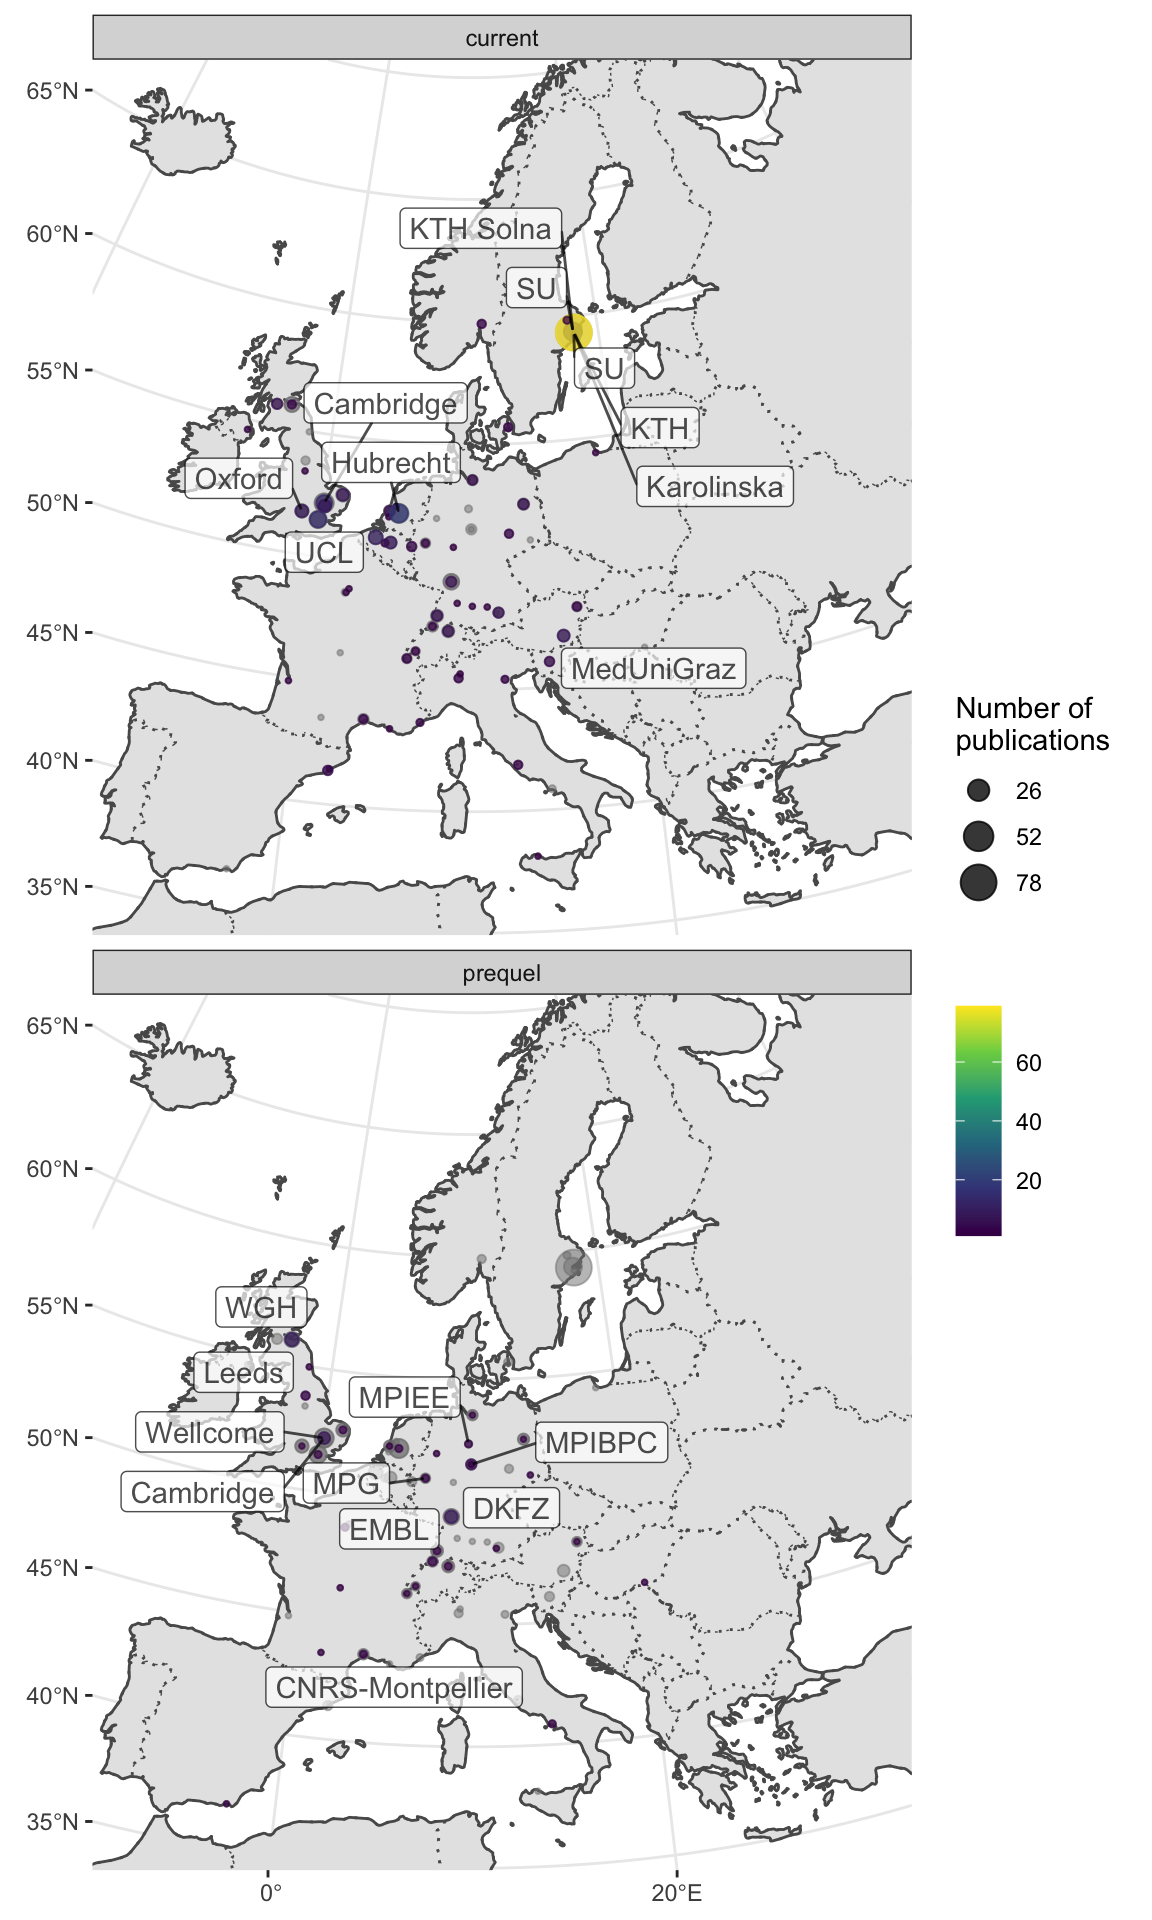 current
65°N
60°N
55°N
50°N
45°N
40°N
35°N
KTH Solna
SU
SU
Cambridge
KTH
Hubrecht
Oxford
Karolinska
UCL
MedUniGraz
Number of
publications
26
52
78
prequel
65°N
60°N
55°N
50°N
45°N
40°N
35°N
WGH
Leeds
MPIEE
Wellcome
MPIBPC
MPG
Cambridge
DKFZ
EMBL
CNRS-Montpellier
60
40
20
0°
20°E